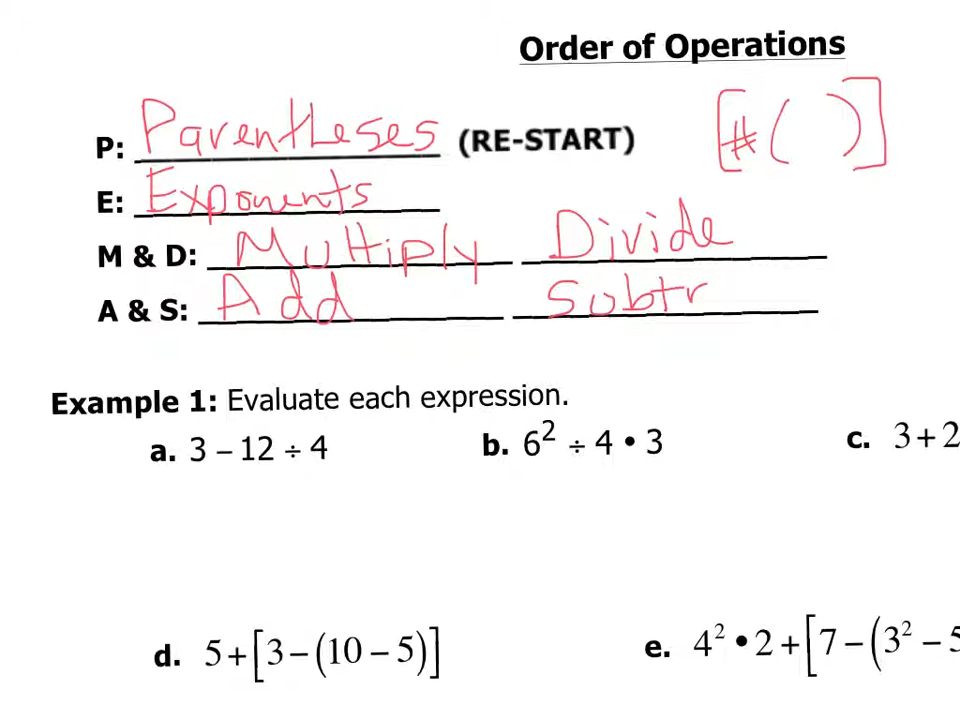 Order of Operations
P: Parentheses (RE-START) [# ( )]
E: Exponents
M & D: Multiply Divide
A & S: Add Subtr
Example 1: Evaluate each expression.
a. 3 – 12 ÷ 4 b. 6² ÷ 4 • 3 c. 3 + 2
d. 5 + [3 – (10 – 5)] e. 4² • 2 + [7 – (3² – 5